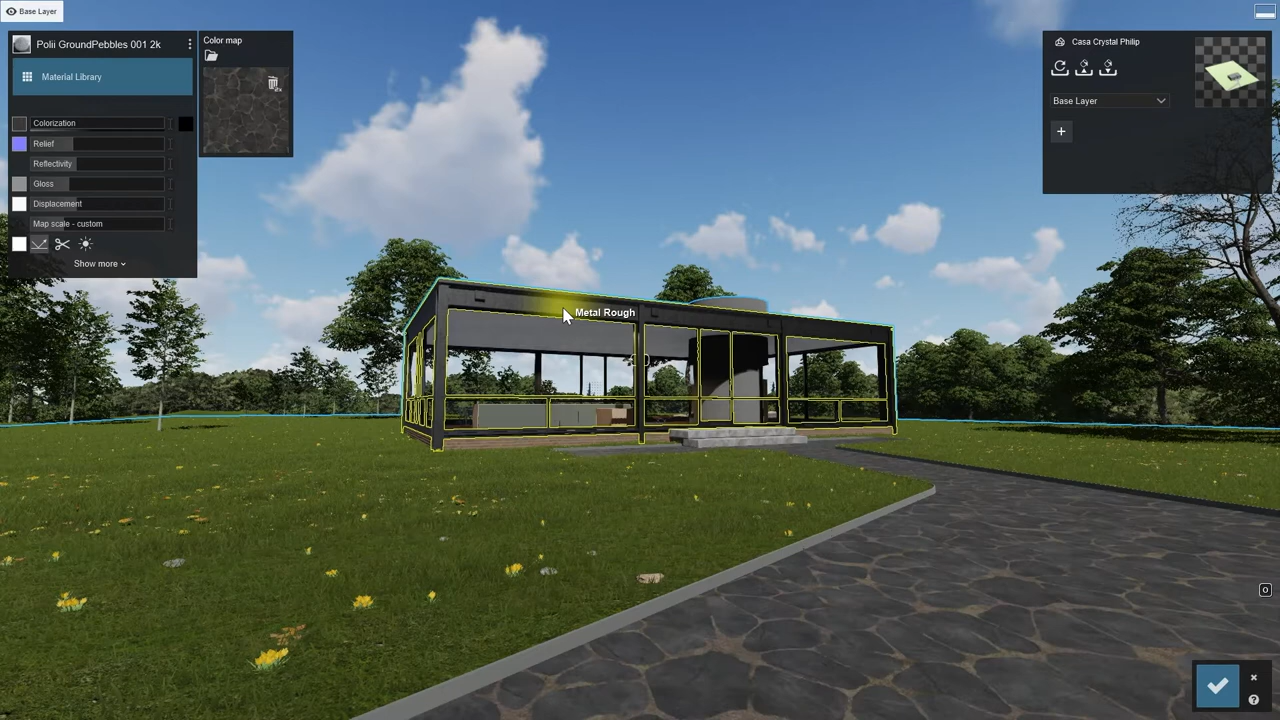 Base Layer
Polii GroundPebbles 001 2k
Material Library
Colorization
Relief
Reflectivity
Gloss
Displacement
Map scale - custom
Show more
Color map
Casa Crystal Philip
Base Layer
Metal Rough
O